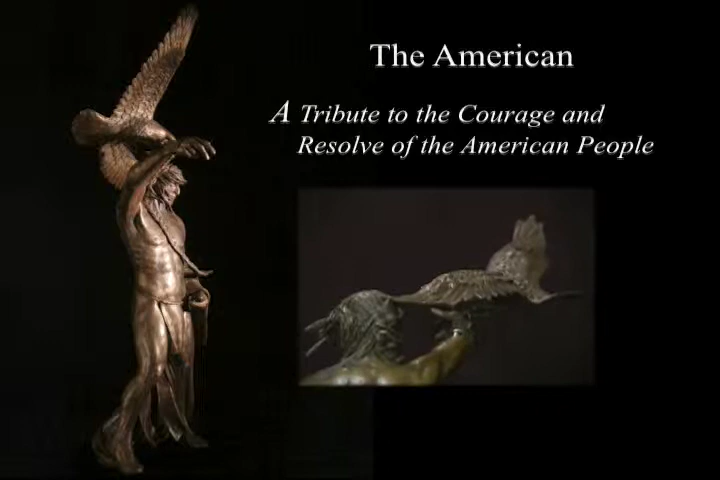 The American
A Tribute to the Courage and
Resolve of the American People